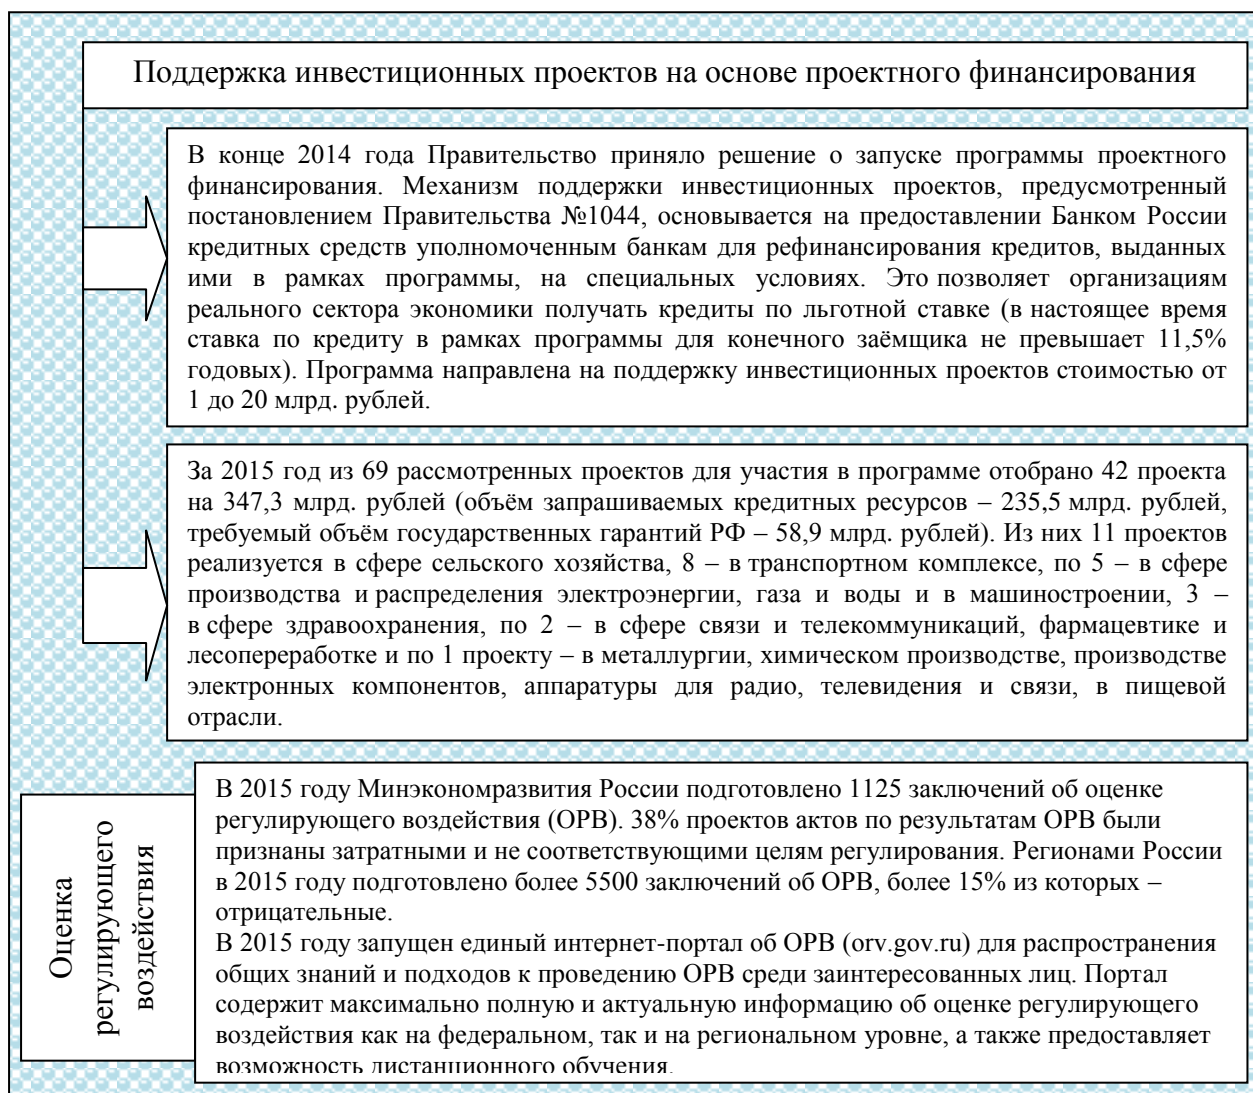 Поддержка инвестиционных проектов на основе проектного финансирования
В конце 2014 года Правительство приняло решение о запуске программы проектного
финансирования. Механизм поддержки инвестиционных проектов, предусмотренный
постановлением Правительства №1044, основывается на предоставлении Банком России
кредитных средств уполномоченным банкам для рефинансирования кредитов, выданных
ими в рамках программы, на специальных условиях. Это позволяет организациям
реального сектора экономики получать кредиты по льготной ставке (в настоящее время
ставка по кредиту в рамках программы для конечного заёмщика не превышает 11,5%
годовых). Программа направлена на поддержку инвестиционных проектов стоимостью от
1 до 20 млрд. рублей.
За 2015 год из 69 рассмотренных проектов для участия в программе отобрано 42 проекта
на 347,3 млрд. рублей (объём запрашиваемых кредитных ресурсов – 235,5 млрд. рублей,
требуемый объём государственных гарантий РФ – 58,9 млрд. рублей). Из них 11 проектов
реализуется в сфере сельского хозяйства, 8 – в транспортном комплексе, по 5 – в сфере
производства и распределения электроэнергии, газа и воды и в машиностроении, 3 –
в сфере здравоохранения, по 2 – в сфере связи и телекоммуникаций, фармацевтике и
лесопереработке и по 1 проекту – в металлургии, химическом производстве, производстве
электронных компонентов, аппаратуры для радио, телевидения и связи, в пищевой
отрасли.
Оценка
регулирующего
воздействия
В 2015 году Минэкономразвития России подготовлено 1125 заключений об оценке
регулирующего воздействия (ОРВ). 38% проектов актов по результатам ОРВ были
признаны затратными и не соответствующими целям регулирования. Регионами России
в 2015 году подготовлено более 5500 заключений об ОРВ, более 15% из которых –
отрицательные.
В 2015 году запущен единый интернет-портал об ОРВ (orv.gov.ru) для распространения
общих знаний и подходов к проведению ОРВ среди заинтересованных лиц. Портал
содержит максимально полную и актуальную информацию об оценке регулирующего
воздействия как на федеральном, так и на региональном уровне, а также предоставляет
возможность дистанционного обучения.